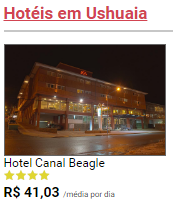 Hotéis em Ushuaia
Hotel Canal Beagle
R$ 41,03 /média por dia